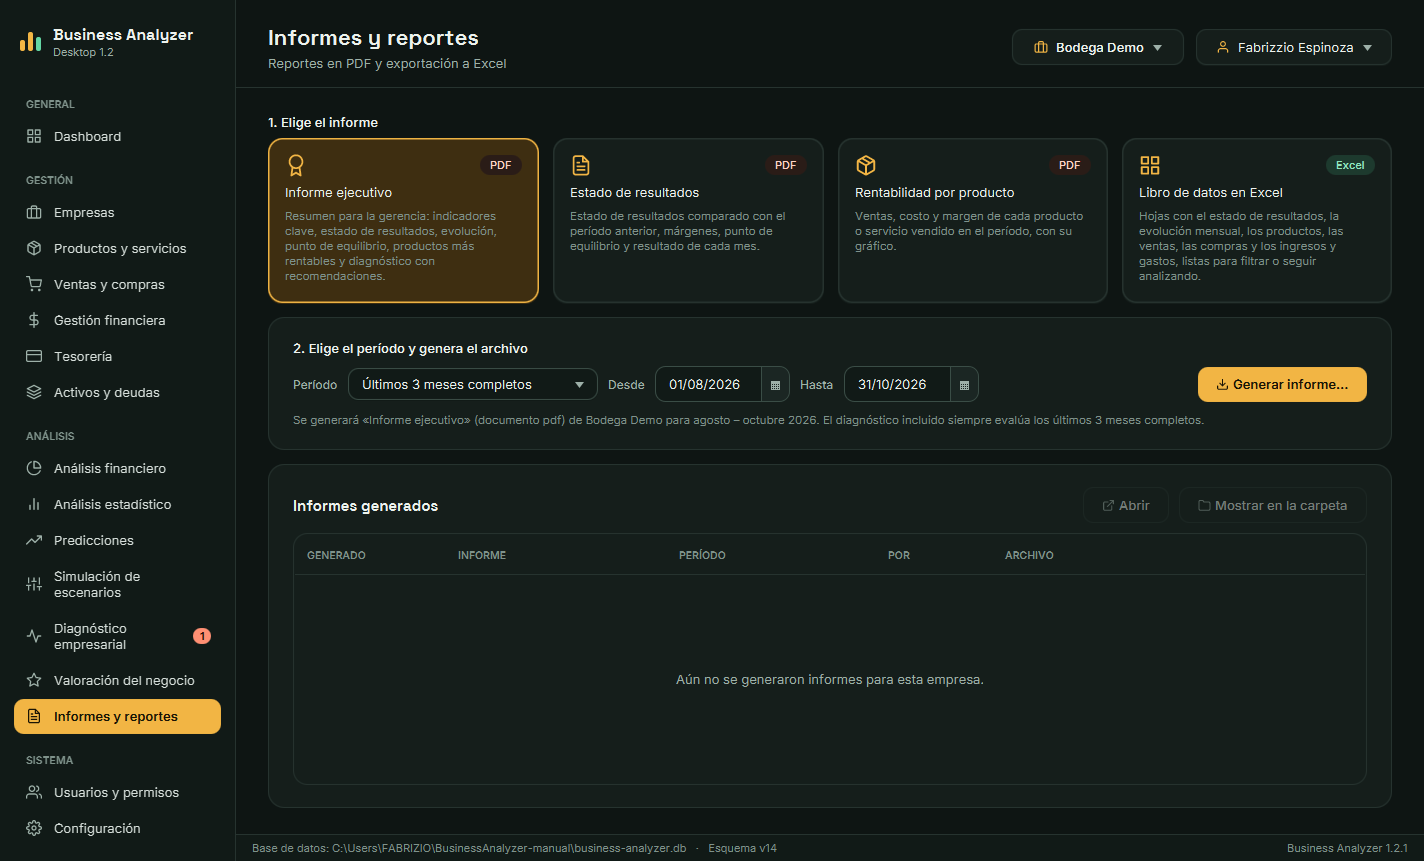 Business Analyzer
Desktop 1.2
GENERAL
Dashboard
GESTIÓN
Empresas
Productos y servicios
Ventas y compras
Gestión financiera
Tesorería
Activos y deudas
ANÁLISIS
Análisis financiero
Análisis estadístico
Predicciones
Simulación de
escenarios
Diagnóstico
empresarial
1
Valoración del negocio
Informes y reportes
SISTEMA
Usuarios y permisos
Configuración
Informes y reportes
Reportes en PDF y exportación a Excel
Bodega Demo
Fabrizzio Espinoza
1. Elige el informe
PDF
Informe ejecutivo
Resumen para la gerencia: indicadores
clave, estado de resultados, evolución,
punto de equilibrio, productos más
rentables y diagnóstico con
recomendaciones.
PDF
Estado de resultados
Estado de resultados comparado con el
período anterior, márgenes, punto de
equilibrio y resultado de cada mes.
PDF
Rentabilidad por producto
Ventas, costo y margen de cada producto
o servicio vendido en el período, con su
gráfico.
Excel
Libro de datos en Excel
Hojas con el estado de resultados, la
evolución mensual, los productos, las
ventas, las compras y los ingresos y
gastos, listas para filtrar o seguir
analizando.
2. Elige el período y genera el archivo
Período
Últimos 3 meses completos
Desde
01/08/2026
Hasta
31/10/2026
Generar informe...
Se generará «Informe ejecutivo» (documento pdf) de Bodega Demo para agosto – octubre 2026. El diagnóstico incluido siempre evalúa los últimos 3 meses completos.
Informes generados
Abrir
Mostrar en la carpeta
GENERADO INFORME PERÍODO POR ARCHIVO
Aún no se generaron informes para esta empresa.
Base de datos: C:\Users\FABRIZIO\BusinessAnalyzer-manual\business-analyzer.db · Esquema v14
Business Analyzer 1.2.1